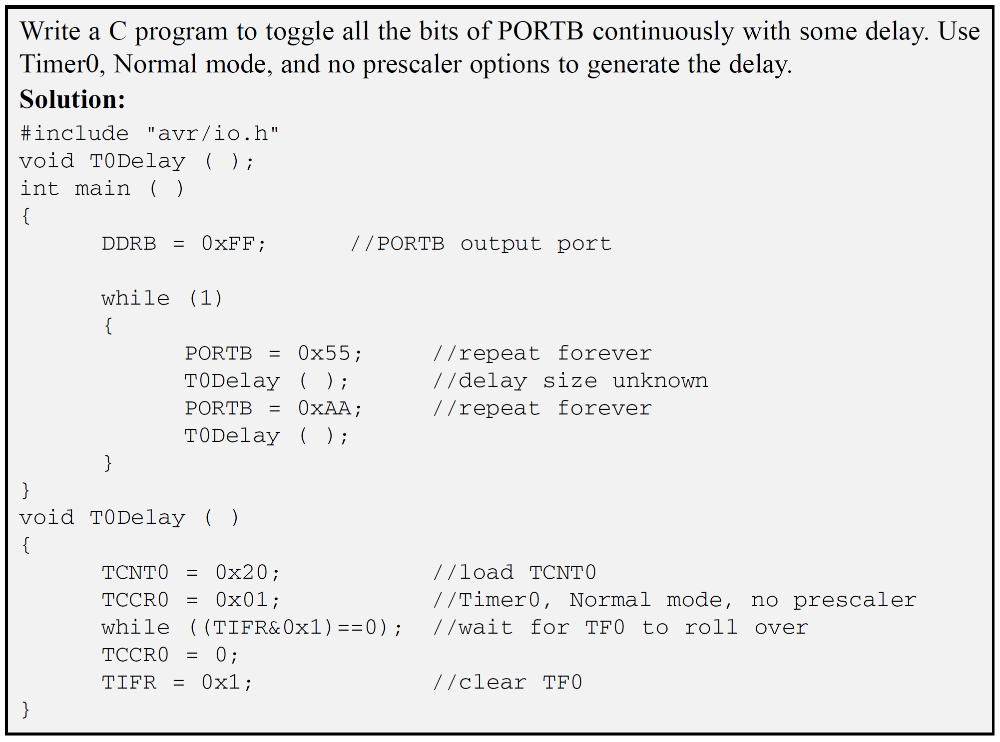 Write a C program to toggle all the bits of PORTB continuously with some delay. Use
Timer0, Normal mode, and no prescaler options to generate the delay.
Solution:
#include "avr/io.h"
void T0Delay ( );
int main ( )
{
DDRB = 0xFF; //PORTB output port
while (1)
{
PORTB = 0x55; //repeat forever
T0Delay ( ); //delay size unknown
PORTB = 0xAA; //repeat forever
T0Delay ( );
}
}
void T0Delay ( )
{
TCNT0 = 0x20; //load TCNT0
TCCR0 = 0x01; //Timer0, Normal mode, no prescaler
while ((TIFR&0x1)==0); //wait for TF0 to roll over
TCCR0 = 0;
TIFR = 0x1; //clear TF0
}